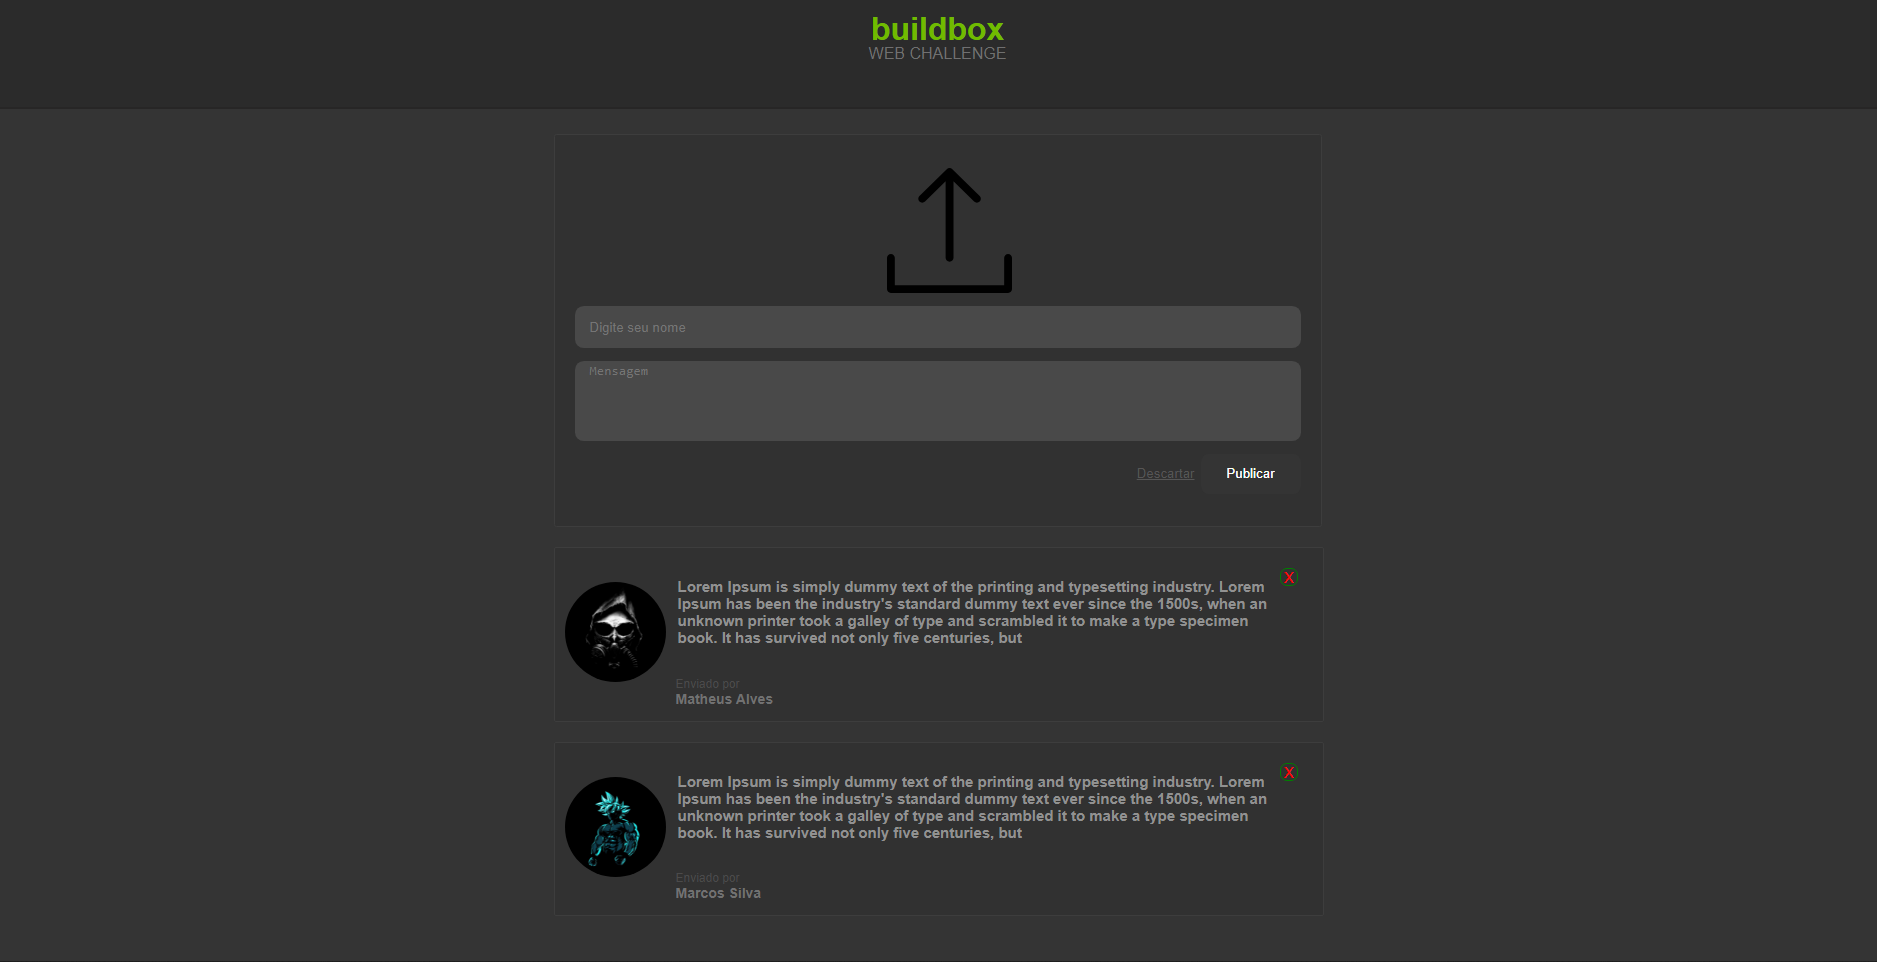 buildbox
WEB CHALLENGE
Digite seu nome
Mensagem
Descartar Publicar
Lorem Ipsum is simply dummy text of the printing and typesetting industry. Lorem
Ipsum has been the industry's standard dummy text ever since the 1500s, when an
unknown printer took a galley of type and scrambled it to make a type specimen
book. It has survived not only five centuries, but
X
Enviado por
Matheus Alves
Lorem Ipsum is simply dummy text of the printing and typesetting industry. Lorem
Ipsum has been the industry's standard dummy text ever since the 1500s, when an
unknown printer took a galley of type and scrambled it to make a type specimen
book. It has survived not only five centuries, but
X
Enviado por
Marcos Silva